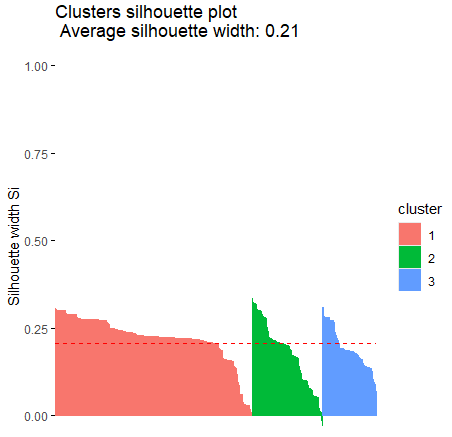 Clusters silhouette plot
Average silhouette width: 0.21
1.00
0.75
0.50
0.25
0.00
Silhouette width Si
cluster
1
2
3